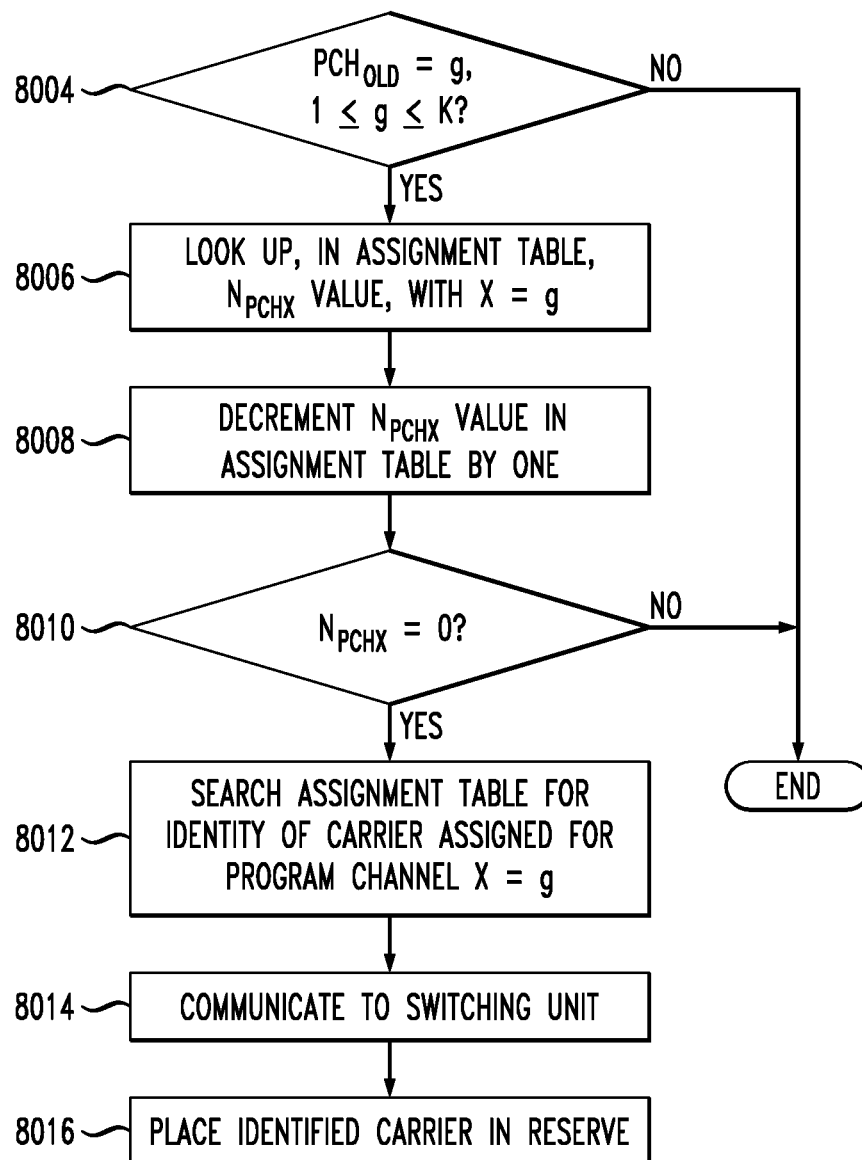 8004
PCH_OLD = g,
1 ≤ g ≤ K?
NO
YES
8006
LOOK UP, IN ASSIGNMENT TABLE,
N_PCHX VALUE, WITH X = g
8008
DECREMENT N_PCHX VALUE IN
ASSIGNMENT TABLE BY ONE
8010
N_PCHX = 0?
NO
YES
END
8012
SEARCH ASSIGNMENT TABLE FOR
IDENTITY OF CARRIER ASSIGNED FOR
PROGRAM CHANNEL X = g
8014
COMMUNICATE TO SWITCHING UNIT
8016
PLACE IDENTIFIED CARRIER IN RESERVE